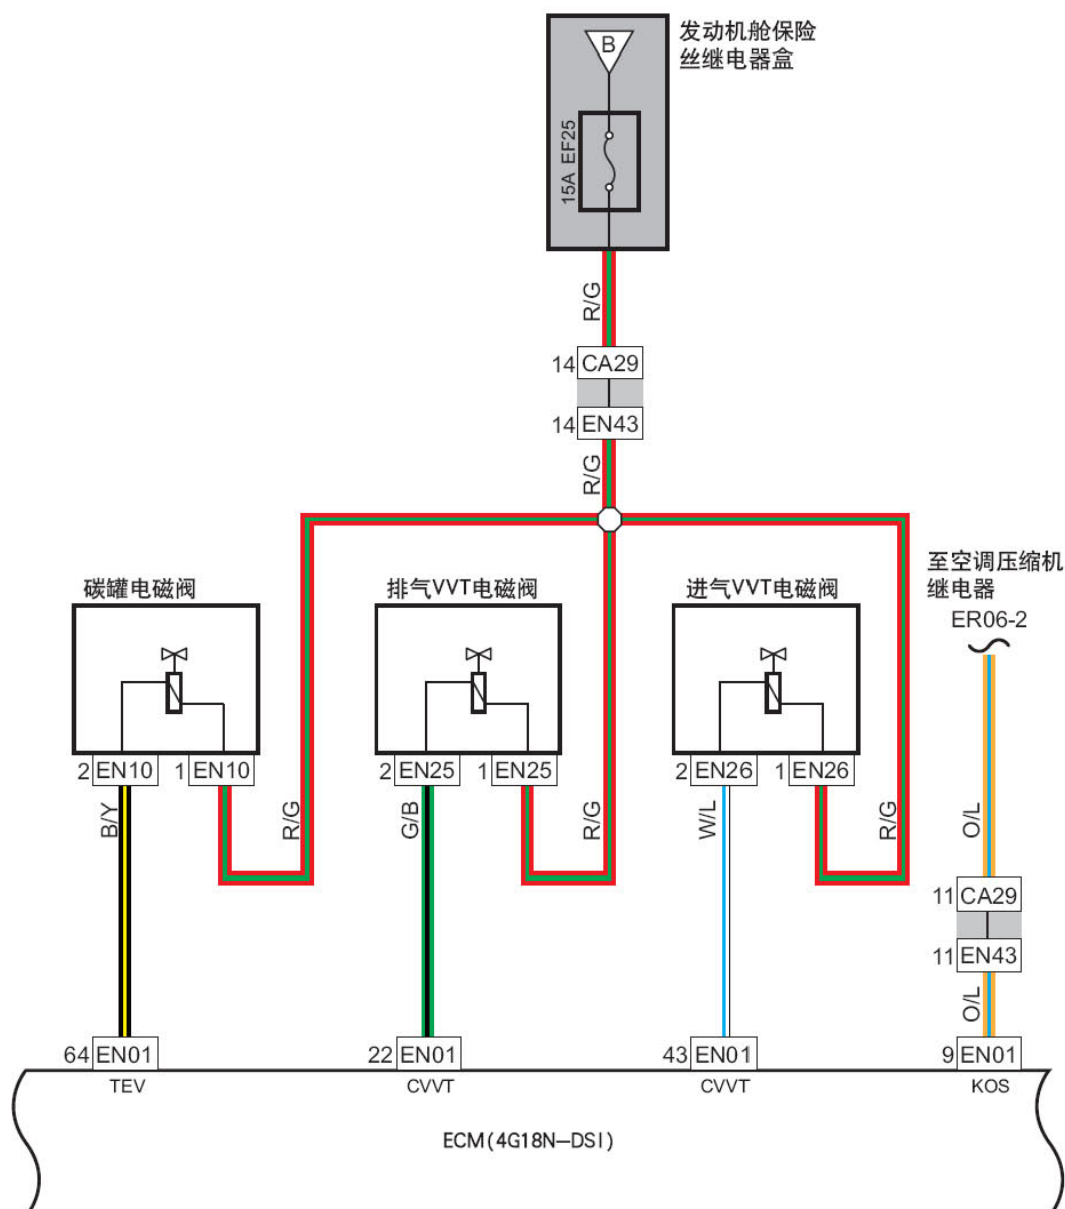 发动机舱保险
丝继电器盒
B
15A EF25
R/G
14 CA29
14 EN43
R/G
至空调压缩机
继电器
ER06-2
碳罐电磁阀
排气VVT电磁阀
进气VVT电磁阀
2 EN10 1 EN10
2 EN25 1 EN25
2 EN26 1 EN26
B/Y
R/G
G/B
R/G
W/L
R/G
O/L
11 CA29
11 EN43
O/L
64 EN01
22 EN01
43 EN01
9 EN01
TEV
CVVT
CVVT
KOS
ECM(4G18N-DSI)